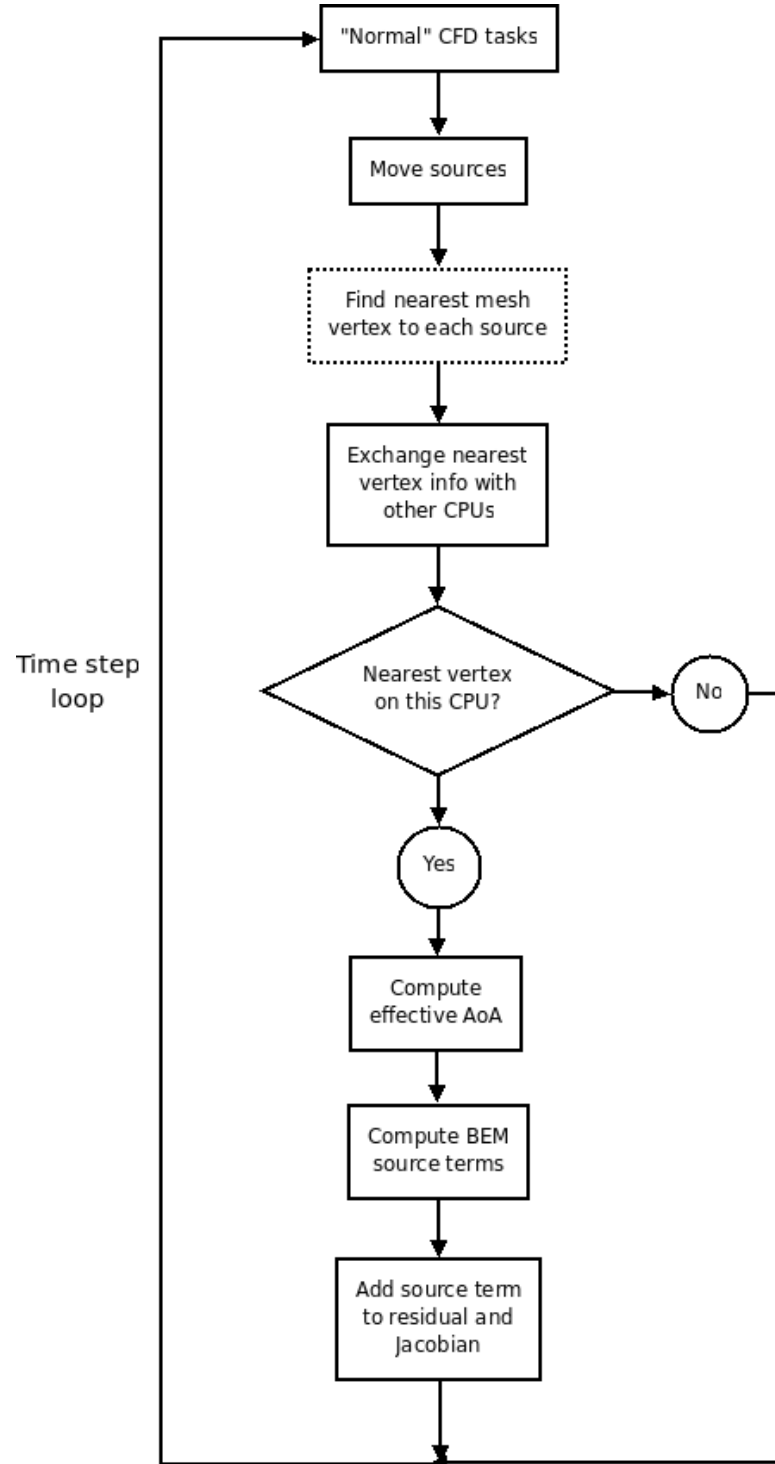 "Normal" CFD tasks
Move sources
Find nearest mesh
vertex to each source
Exchange nearest
vertex info with
other CPUs
Time step
loop
Nearest vertex
on this CPU?
No
Yes
Compute
effective AoA
Compute BEM
source terms
Add source term
to residual and
Jacobian